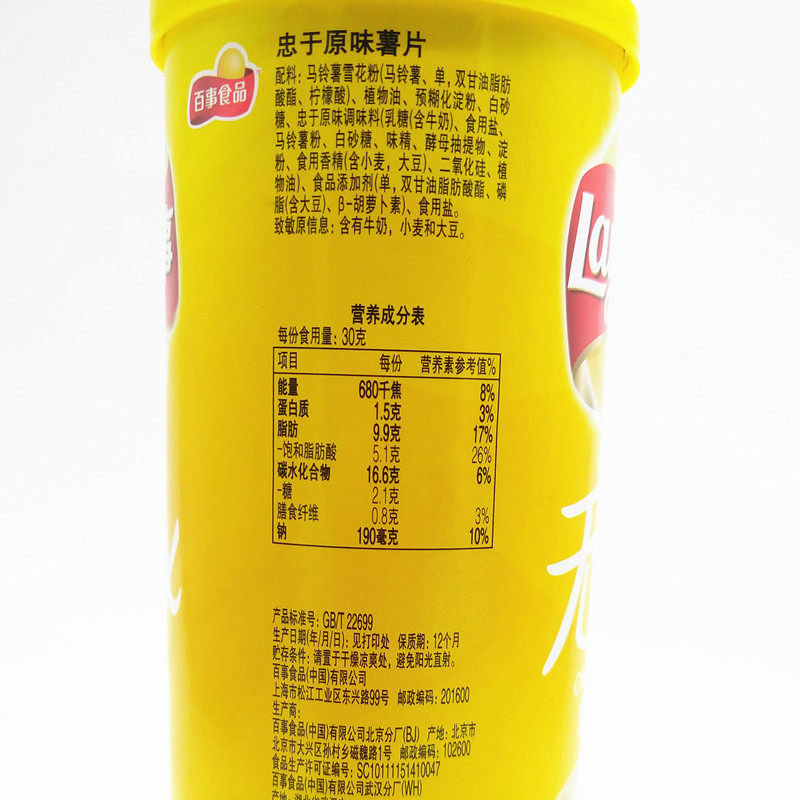 忠于原味薯片
百事食品
配料：马铃薯雪花粉(马铃薯、单，双甘油脂肪
酸酯、柠檬酸)、植物油、预糊化淀粉、白砂
糖、忠于原味调味料(乳糖(含牛奶)、食用盐、
马铃薯粉、白砂糖、味精、酵母抽提物、淀
粉、食用香精(含小麦，大豆)、二氧化硅、植
物油)、食品添加剂(单，双甘油脂肪酸酯、磷
脂(含大豆)、β-胡萝卜素)、食用盐。
致敏原信息：含有牛奶，小麦和大豆。
Lay
营养成分表
每份食用量：30克
项目 每份 营养素参考值%
能量 680千焦 8%
蛋白质 1.5克 3%
脂肪 9.9克 17%
-饱和脂肪酸 5.1克 26%
碳水化合物 16.6克 6%
-糖 2.1克
膳食纤维 0.8克 3%
钠 190毫克 10%
无
产品标准号：GB/T 22699
生产日期(年/月/日)：见打印处 保质期：12个月
贮存条件：请置于干燥凉爽处，避免阳光直射。
百事食品(中国)有限公司
上海市松江工业区东兴路99号 邮政编码：201600
生产商：
百事食品(中国)有限公司北京分厂(BJ) 产地：北京市
北京市大兴区孙村乡磁魏路1号 邮政编码：102600
食品生产许可证编号：SC10111151410047
百事食品(中国)有限公司武汉分厂(WH)